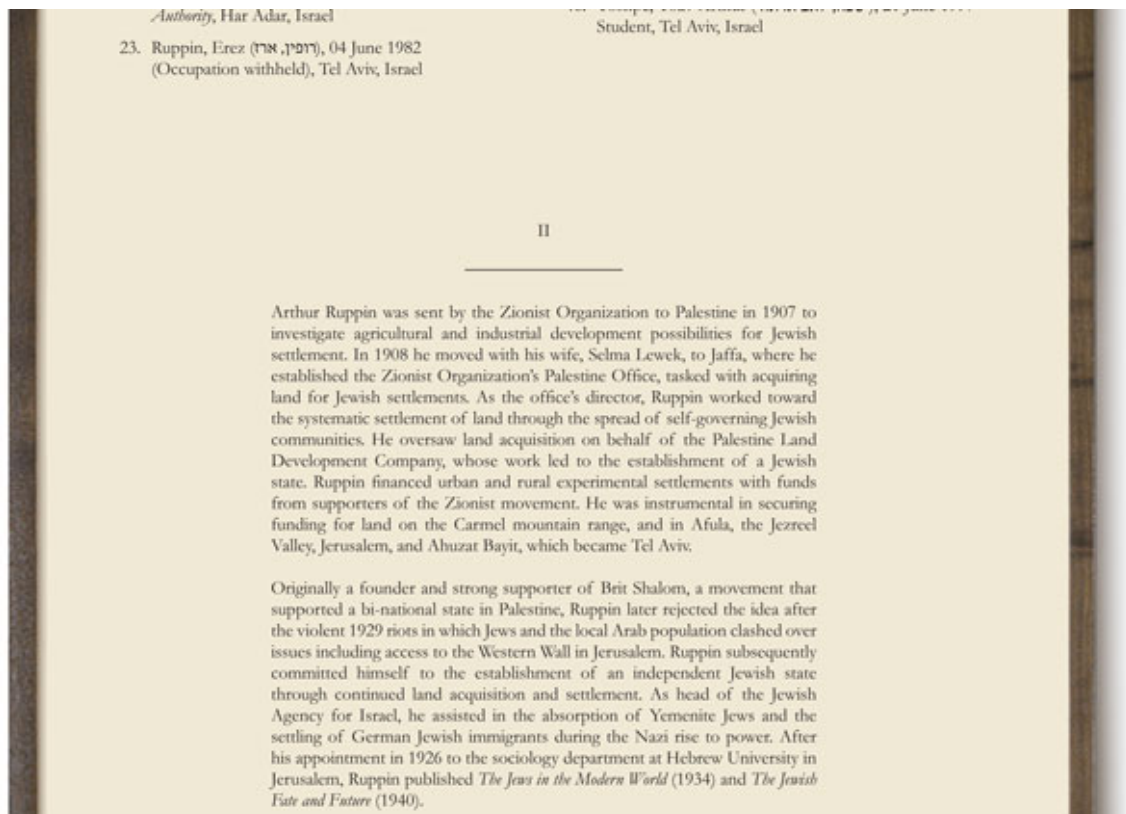 Authority, Har Adar, Israel
23. Ruppin, Erez (רופין, ארז), 04 June 1982
(Occupation withheld), Tel Aviv, Israel
Student, Tel Aviv, Israel
II
Arthur Ruppin was sent by the Zionist Organization to Palestine in 1907 to
investigate agricultural and industrial development possibilities for Jewish
settlement. In 1908 he moved with his wife, Selma Lewek, to Jaffa, where he
established the Zionist Organization's Palestine Office, tasked with acquiring
land for Jewish settlements. As the office's director, Ruppin worked toward
the systematic settlement of land through the spread of self-governing Jewish
communities. He oversaw land acquisition on behalf of the Palestine Land
Development Company, whose work led to the establishment of a Jewish
state. Ruppin financed urban and rural experimental settlements with funds
from supporters of the Zionist movement. He was instrumental in securing
funding for land on the Carmel mountain range, and in Afula, the Jezreel
Valley, Jerusalem, and Ahuzat Bayit, which became Tel Aviv.
Originally a founder and strong supporter of Brit Shalom, a movement that
supported a bi-national state in Palestine, Ruppin later rejected the idea after
the violent 1929 riots in which Jews and the local Arab population clashed over
issues including access to the Western Wall in Jerusalem. Ruppin subsequently
committed himself to the establishment of an independent Jewish state
through continued land acquisition and settlement. As head of the Jewish
Agency for Israel, he assisted in the absorption of Yemenite Jews and the
settling of German Jewish immigrants during the Nazi rise to power. After
his appointment in 1926 to the sociology department at Hebrew University in
Jerusalem, Ruppin published The Jews in the Modern World (1934) and The Jewish
Fate and Future (1940).